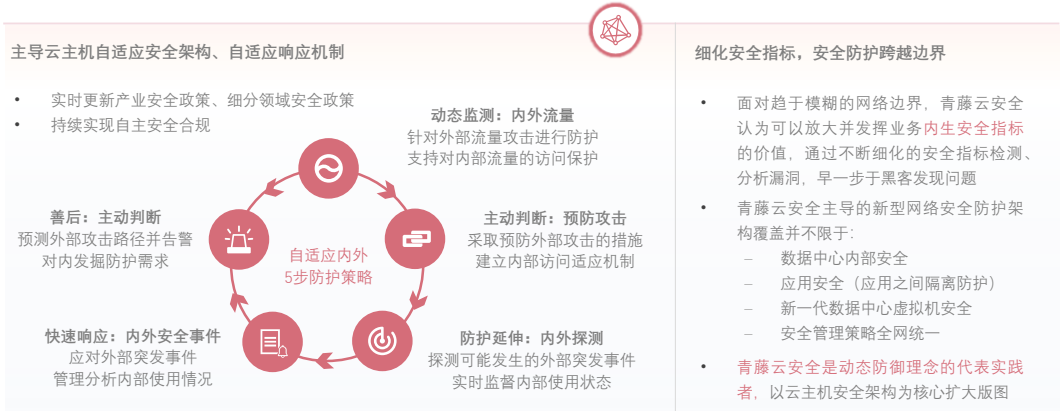 主导云主机自适应安全架构、自适应响应机制
• 实时更新产业安全政策、细分领域安全政策
• 持续实现自主安全合规
动态监测：内外流量
针对外部流量攻击进行防护
支持对内部流量的访问保护
善后：主动判断
预测外部攻击路径并告警
对内发掘防护需求
主动判断：预防攻击
采取预防外部攻击的措施
建立内部访问适应机制
自适应内外
5步防护策略
快速响应：内外安全事件
应对外部突发事件
管理分析内部使用情况
防护延伸：内外探测
探测可能发生的外部突发事件
实时监督内部使用状态
细化安全指标，安全防护跨越边界
• 面对趋于模糊的网络边界，青藤云安全
认为可以放大并发挥业务内生安全指标
的价值，通过不断细化的安全指标检测、
分析漏洞，早一步于黑客发现问题
• 青藤云安全主导的新型网络安全防护架
构覆盖并不限于：
– 数据中心内部安全
– 应用安全（应用之间隔离防护）
– 新一代数据中心虚拟机安全
– 安全管理策略全网统一
• 青藤云安全是动态防御理念的代表实践
者，以云主机安全架构为核心扩大版图